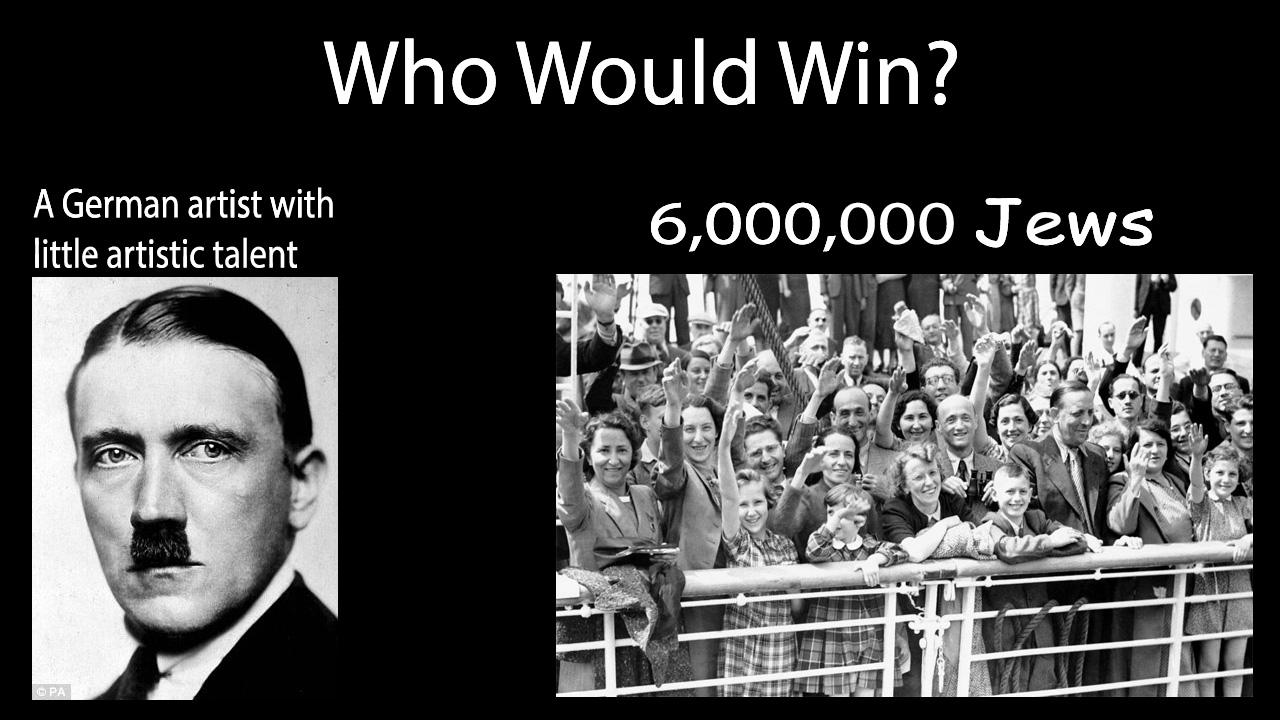 Who Would Win?
A German artist with
little artistic talent
6,000,000 Jews
© PA